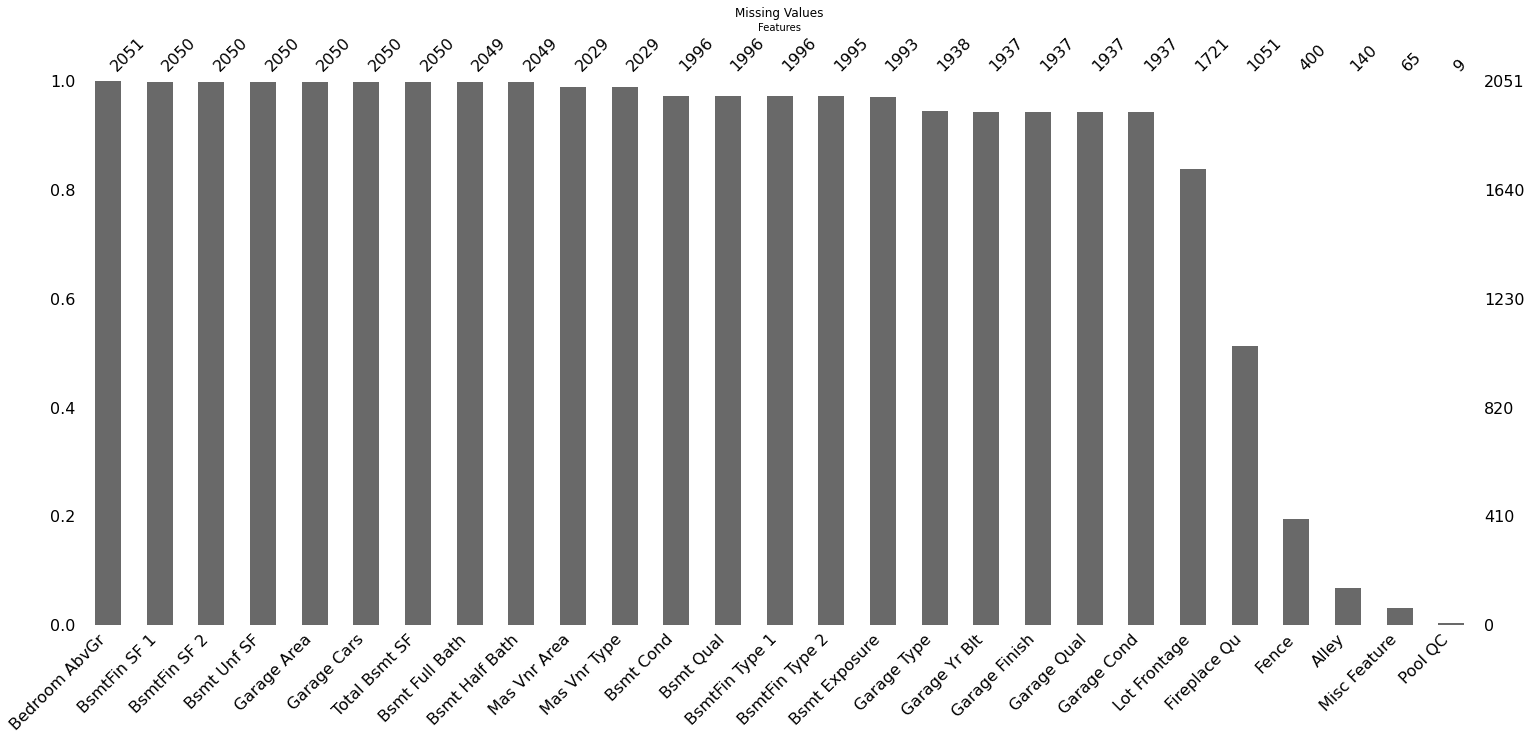 Missing Values
Features
2051 2050 2050 2050 2050 2050 2050 2049 2049 2029 2029 1996 1996 1996 1995 1993 1938 1937 1937 1937 1937 1721 1051 400 140 65 9
1.0 2051
0.8 1640
0.6 1230
0.4 820
0.2 410
0.0 0
Bedroom AbvGr
BsmtFin SF 1
BsmtFin SF 2
Bsmt Unf SF
Garage Area
Garage Cars
Total Bsmt SF
Bsmt Full Bath
Bsmt Half Bath
Mas Vnr Area
Mas Vnr Type
Bsmt Cond
Bsmt Qual
BsmtFin Type 1
BsmtFin Type 2
Bsmt Exposure
Garage Type
Garage Yr Blt
Garage Finish
Garage Qual
Garage Cond
Lot Frontage
Fireplace Qu
Fence
Alley
Misc Feature
Pool QC